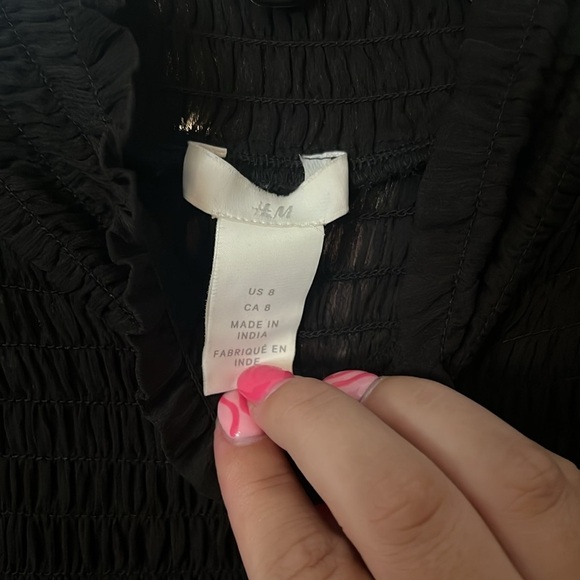 H&M
US 8
CA 8
MADE IN
INDIA
FABRIQUÉ EN
INDE